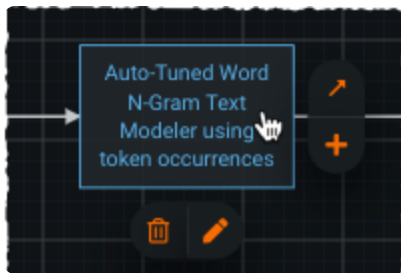 Auto-Tuned Word
N-Gram Text
Modeler using
token occurrences